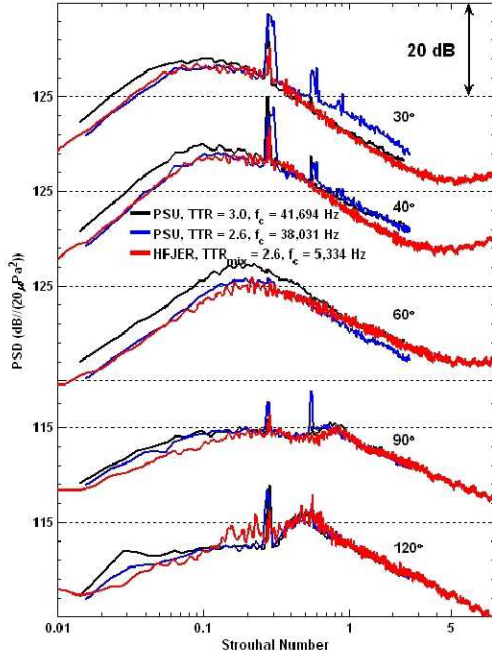 20 dB
125
30°
125
40°
PSU, TTR = 3.0, f_c = 41,694 Hz
PSU, TTR = 2.6, f_c = 38,031 Hz
HFJER, TTR_mix = 2.6, f_c = 5,334 Hz
PSD (dB//(20µPa²))
125
60°
115
90°
115
120°
0.01 0.1 1 5
Strouhal Number